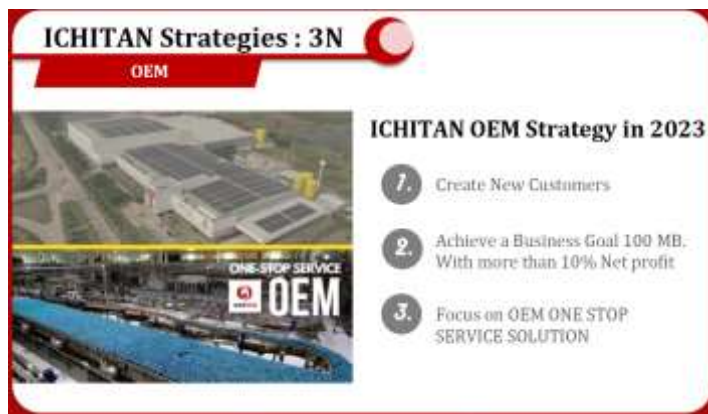 ICHITAN Strategies : 3N
OEM
ICHITAN OEM Strategy in 2023
1.
Create New Customers
2.
Achieve a Business Goal 100 MB.
With more than 10% Net profit
ONE-STOP SERVICE
OEM
3.
Focus on OEM ONE STOP
SERVICE SOLUTION